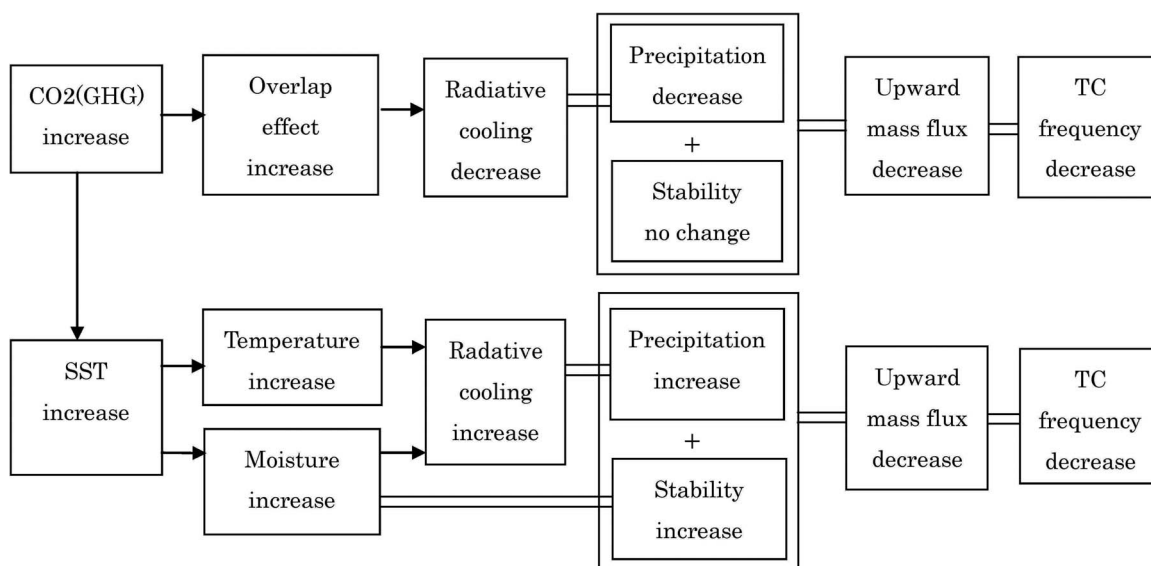 CO2(GHG)
increase
Overlap
effect
increase
Radiative
cooling
decrease
Precipitation
decrease
+
Stability
no change
Upward
mass flux
decrease
TC
frequency
decrease
SST
increase
Temperature
increase
Moisture
increase
Radative
cooling
increase
Precipitation
increase
+
Stability
increase
Upward
mass flux
decrease
TC
frequency
decrease